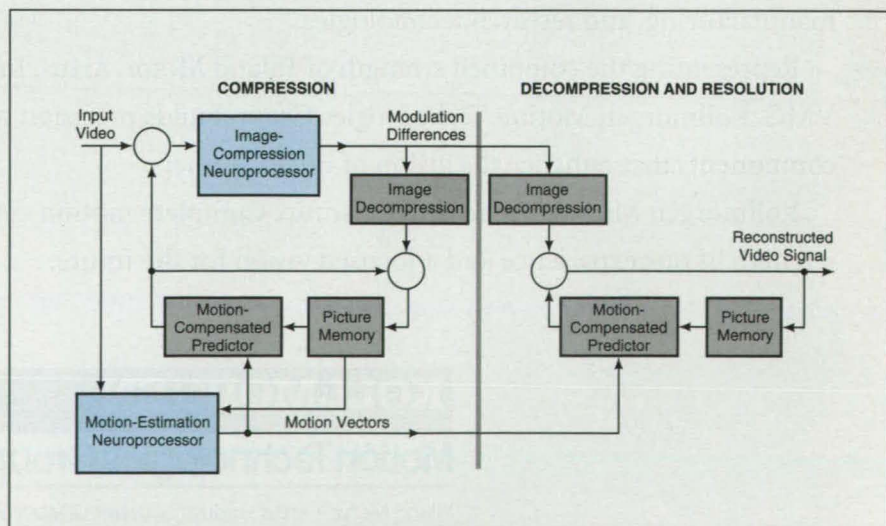 COMPRESSION
DECOMPRESSION AND RESOLUTION
Input
Video
Image-
Compression
Neuroprocessor
Modulation
Differences
Image
Decompression
Image
Decompression
Reconstructed
Video Signal
Motion-
Compensated
Predictor
Picture
Memory
Motion-
Compensated
Predictor
Picture
Memory
Motion-Estimation
Neuroprocessor
Motion Vectors